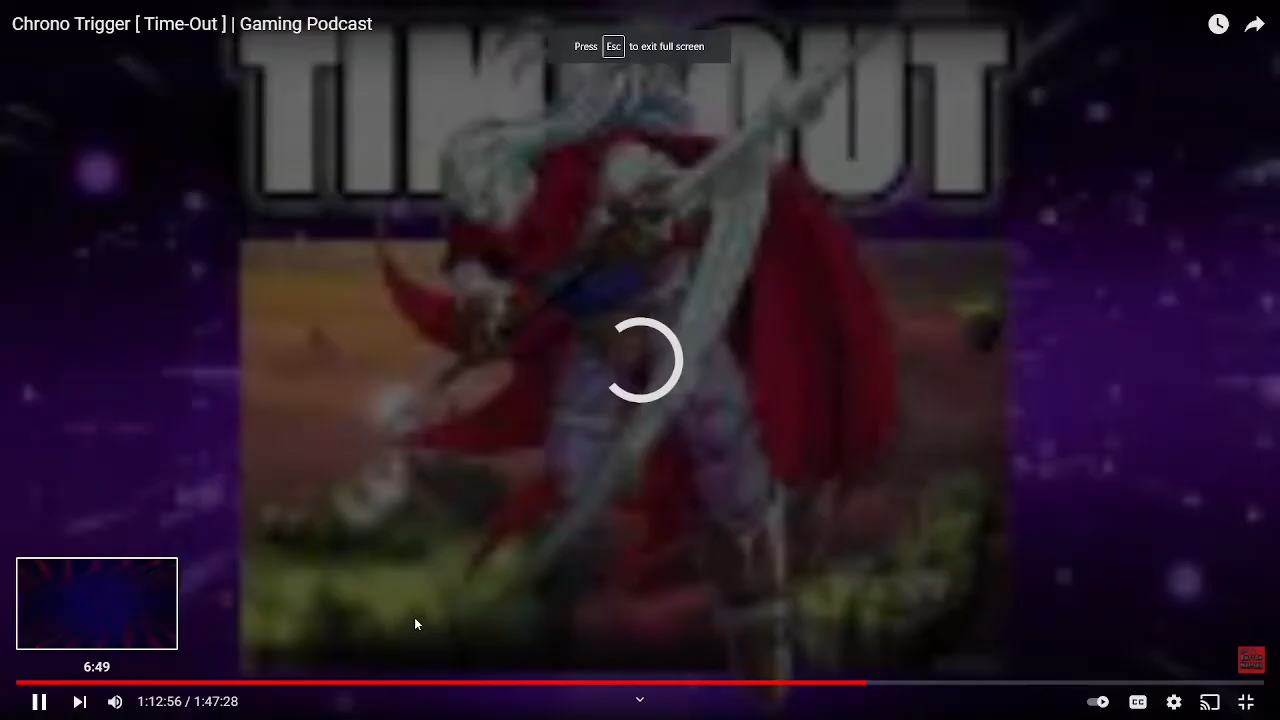 Chrono Trigger [ Time-Out ] | Gaming Podcast
Press Esc to exit full screen
6:49
1:12:56 / 1:47:28
CC